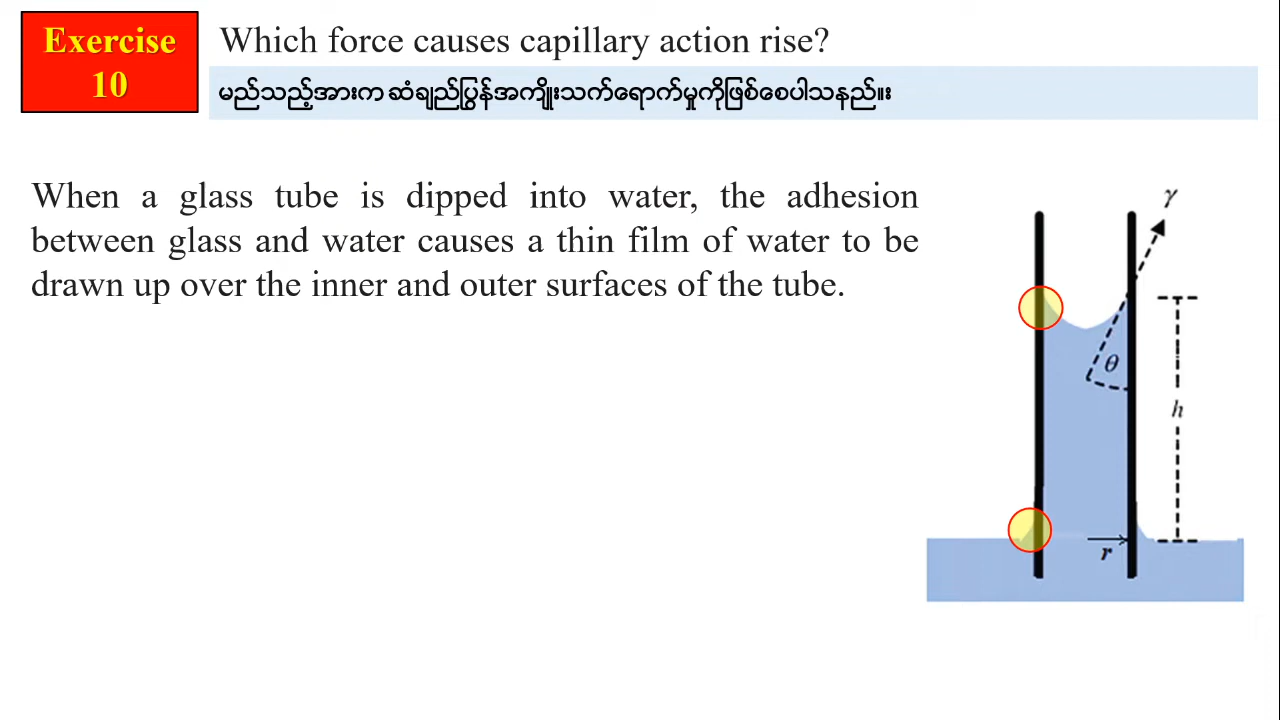 Exercise
10
Which force causes capillary action rise?
မည်သည့်အားက ဆံချည်ပြွန်အကျိုးသက်ရောက်မှုကိုဖြစ်စေပါသနည်း။
When a glass tube is dipped into water, the adhesion
between glass and water causes a thin film of water to be
drawn up over the inner and outer surfaces of the tube.
γ
θ
h
r